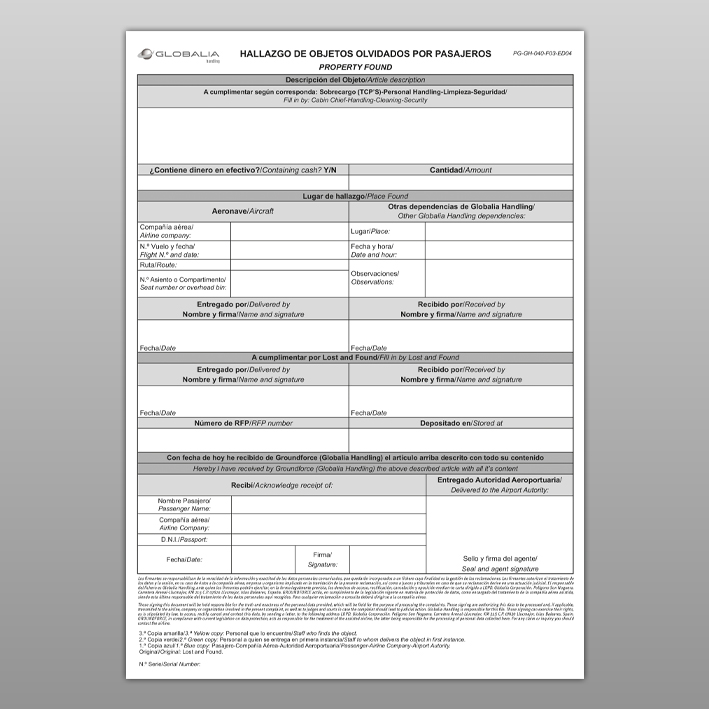 GLOBALIA
HALLAZGO DE OBJETOS OLVIDADOS POR PASAJEROS
PG-GH-040-F03-ED04
PROPERTY FOUND
Descripción del Objeto/Article description
A cumplimentar según corresponda: Sobrecargo (TCP'S)-Personal Handling-Limpieza-Seguridad/
Fill in by: Cabin Chief-Handling-Cleaning-Security
¿Contiene dinero en efectivo?/Containing cash? Y/N
Cantidad/Amount
Lugar de hallazgo/Place Found
Aeronave/Aircraft
Otras dependencias de Globalia Handling/
Other Globalia Handling dependencies:
Compañía aérea/
Airline company:
Lugar/Place:
N.º Vuelo y fecha/
Flight N.º and date:
Fecha y hora/
Date and hour:
Ruta/Route:
N.º Asiento o Compartimento/
Seat number or overhead bin:
Observaciones/
Observations:
Entregado por/Delivered by
Nombre y firma/Name and signature
Recibido por/Received by
Nombre y firma/Name and signature
Fecha/Date
Fecha/Date
A cumplimentar por Lost and Found/Fill in by Lost and Found
Entregado por/Delivered by
Nombre y firma/Name and signature
Recibido por/Received by
Nombre y firma/Name and signature
Fecha/Date
Fecha/Date
Número de RFP/RFP number
Depositado en/Stored at
Con fecha de hoy he recibido de Groundforce (Globalia Handling) el artículo arriba descrito con todo su contenido
Hereby I have received by Groundforce (Globalia Handling) the above described article with all it's content
Recibí/Acknowledge receipt of:
Entregado Autoridad Aeroportuaria/
Delivered to the Airport Autority:
Nombre Pasajero/
Passenger Name:
Compañía aérea/
Airline Company:
D.N.I./Passport:
Fecha/Date:
Firma/
Signature:
Sello y firma del agente/
Seal and agent signature
3.ª Copia amarilla/3.ª Yellow copy: Personal que lo encuentre/Staff who finds the object.
2.ª Copia verde/2.ª Green copy: Personal a quien se entrega en primera instancia/Staff to whom delivers the object in first instance.
1.ª Copia azul/1.ª Blue copy: Pasajero-Compañía Aérea-Autoridad Aeroportuaria/Passenger-Airline Company-Airport Autority.
Original/Original: Lost and Found.
N.º Serie/Serial Number: